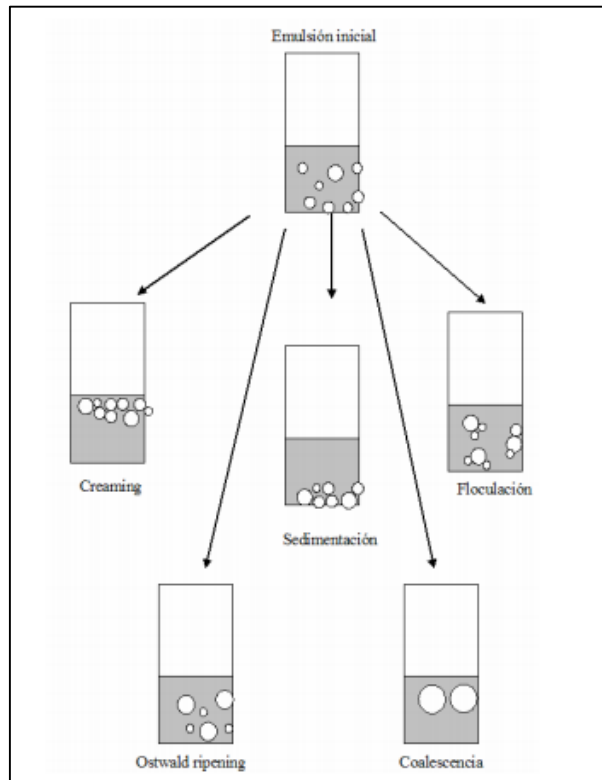 Emulsión inicial
Creaming
Sedimentación
Floculación
Ostwald ripening
Coalescencia